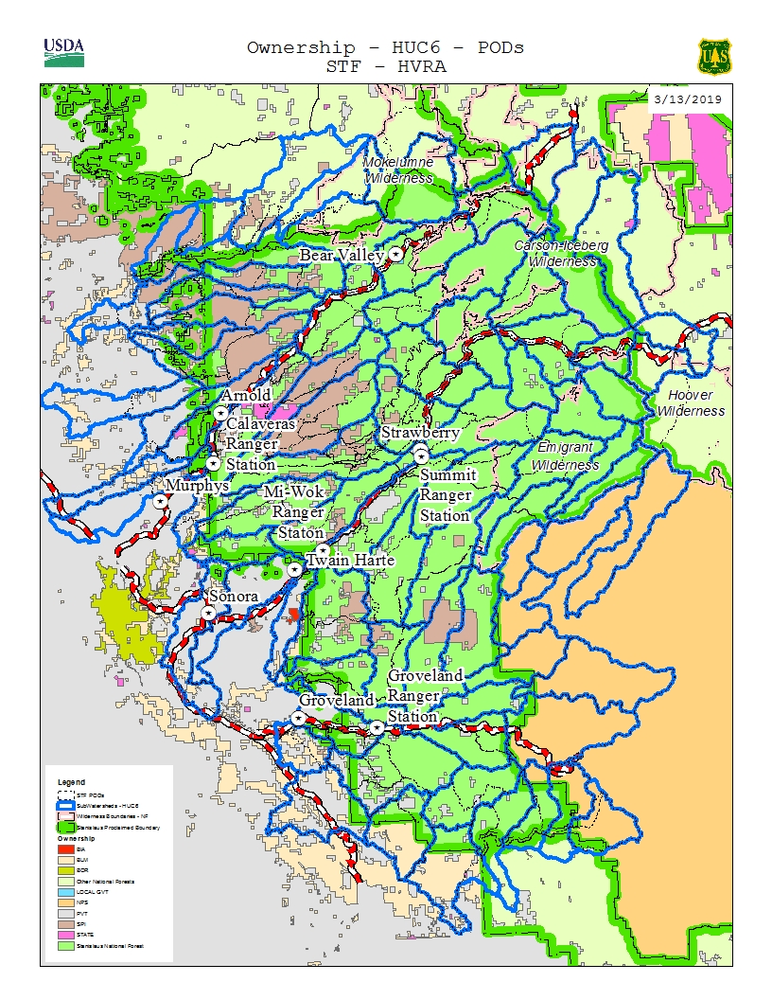 USDA
Ownership - HUC6 - PODs
STF - HVRA
U S
3/13/2019
Mokelumne
Wilderness
Carson-Iceberg
Wilderness
Bear Valley
Hoover
Wilderness
Arnold
Calaveras
Ranger
Station
Strawberry
Emigrant
Wilderness
Summit
Ranger
Station
Murphys
Mi-Wok
Ranger
Staton
Twain Harte
Sonora
Groveland
Groveland
Ranger
Station
Legend
STF PODs
SubWatersheds - HUC6
Wilderness Boundaries - NF
Stanislaus Proclaimed Boundary
Ownership
BIA
BLM
BOR
Other National Forests
LOCAL GVT
NPS
PVT
SPI
STATE
Stanislaus National Forest